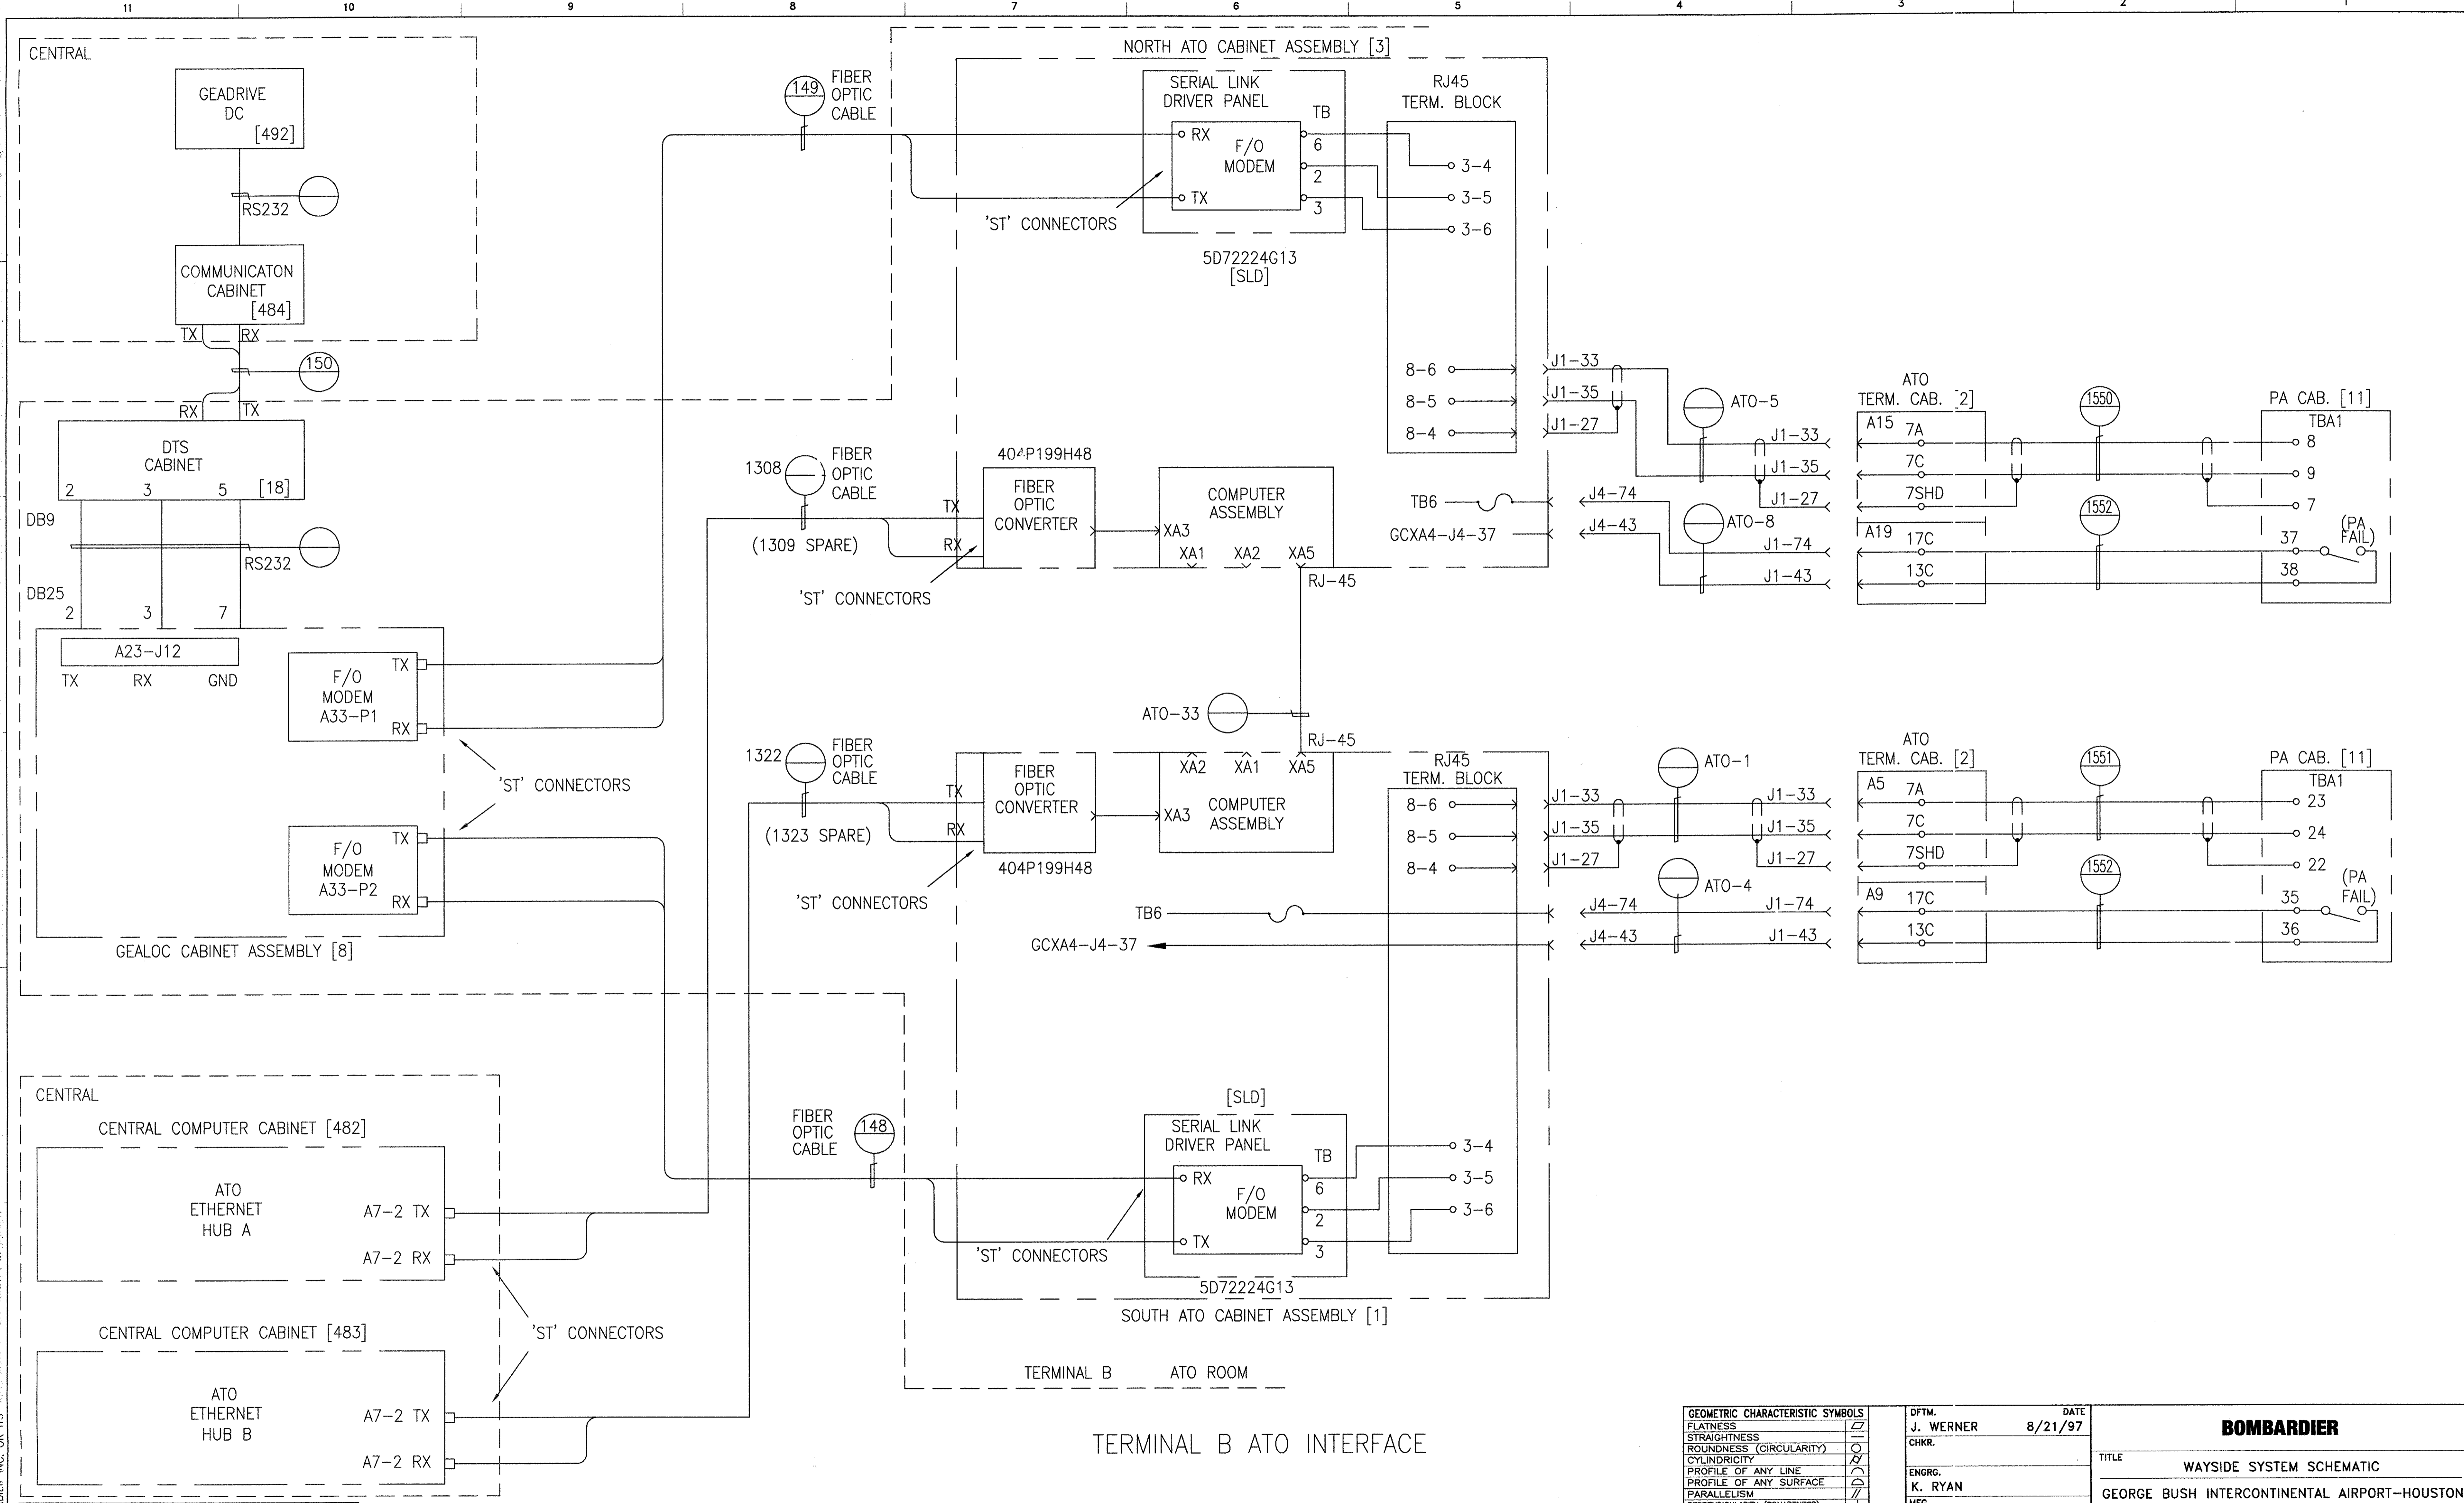 11 10 9 8 7 6 5 4 3 2 1
CENTRAL
GEADRIVE
DC
[492]
RS232
COMMUNICATON
CABINET
[484]
TX RX
150
RX TX
DTS
CABINET
2 3 5 [18]
DB9
RS232
DB25
2 3 7
A23-J12
TX RX GND
F/O
MODEM
A33-P1
TX
RX
'ST' CONNECTORS
F/O
MODEM
A33-P2
TX
RX
GEALOC CABINET ASSEMBLY [8]
CENTRAL
CENTRAL COMPUTER CABINET [482]
ATO
ETHERNET
HUB A
A7-2 TX
A7-2 RX
'ST' CONNECTORS
CENTRAL COMPUTER CABINET [483]
ATO
ETHERNET
HUB B
A7-2 TX
A7-2 RX
149
FIBER
OPTIC
CABLE
1308
FIBER
OPTIC
CABLE
(1309 SPARE)
'ST' CONNECTORS
1322
FIBER
OPTIC
CABLE
(1323 SPARE)
'ST' CONNECTORS
FIBER
OPTIC
CABLE
148
NORTH ATO CABINET ASSEMBLY [3]
SERIAL LINK
DRIVER PANEL
TB
RX
F/O
MODEM
TX
6
2
3
'ST' CONNECTORS
5D72224G13
[SLD]
RJ45
TERM. BLOCK
3-4
3-5
3-6
8-6
8-5
8-4
J1-33
J1-35
J1-27
404P199H48
FIBER
OPTIC
CONVERTER
TX
RX
COMPUTER
ASSEMBLY
XA3
XA1 XA2 XA5
RJ-45
TB6
GCXA4-J4-37
J4-74
J4-43
ATO-5
J1-33
J1-35
J1-27
ATO-8
J1-74
J1-43
ATO
TERM. CAB. [2]
A15 7A
7C
7SHD
A19 17C
13C
1550
1552
PA CAB. [11]
TBA1
8
9
7
(PA
FAIL)
37
38
ATO-33
RJ-45
XA2 XA1 XA5
FIBER
OPTIC
CONVERTER
TX
RX
404P199H48
XA3
COMPUTER
ASSEMBLY
RJ45
TERM. BLOCK
8-6
8-5
8-4
J1-33
J1-35
J1-27
TB6
GCXA4-J4-37
J4-74
J4-43
ATO-1
J1-33
J1-35
J1-27
ATO-4
J1-74
J1-43
ATO
TERM. CAB. [2]
A5 7A
7C
7SHD
A9 17C
13C
1551
1552
PA CAB. [11]
TBA1
23
24
22
(PA
FAIL)
35
36
[SLD]
SERIAL LINK
DRIVER PANEL
TB
RX
F/O
MODEM
TX
6
2
3
3-4
3-5
3-6
'ST' CONNECTORS
5D72224G13
SOUTH ATO CABINET ASSEMBLY [1]
TERMINAL B ATO ROOM
TERMINAL B ATO INTERFACE
GEOMETRIC CHARACTERISTIC SYMBOLS
FLATNESS
STRAIGHTNESS
ROUNDNESS (CIRCULARITY)
CYLINDRICITY
PROFILE OF ANY LINE
PROFILE OF ANY SURFACE
PARALLELISM
DFTM. DATE
J. WERNER 8/21/97
CHKR.
ENGRG.
K. RYAN
BOMBARDIER
TITLE
WAYSIDE SYSTEM SCHEMATIC
GEORGE BUSH INTERCONTINENTAL AIRPORT-HOUSTON